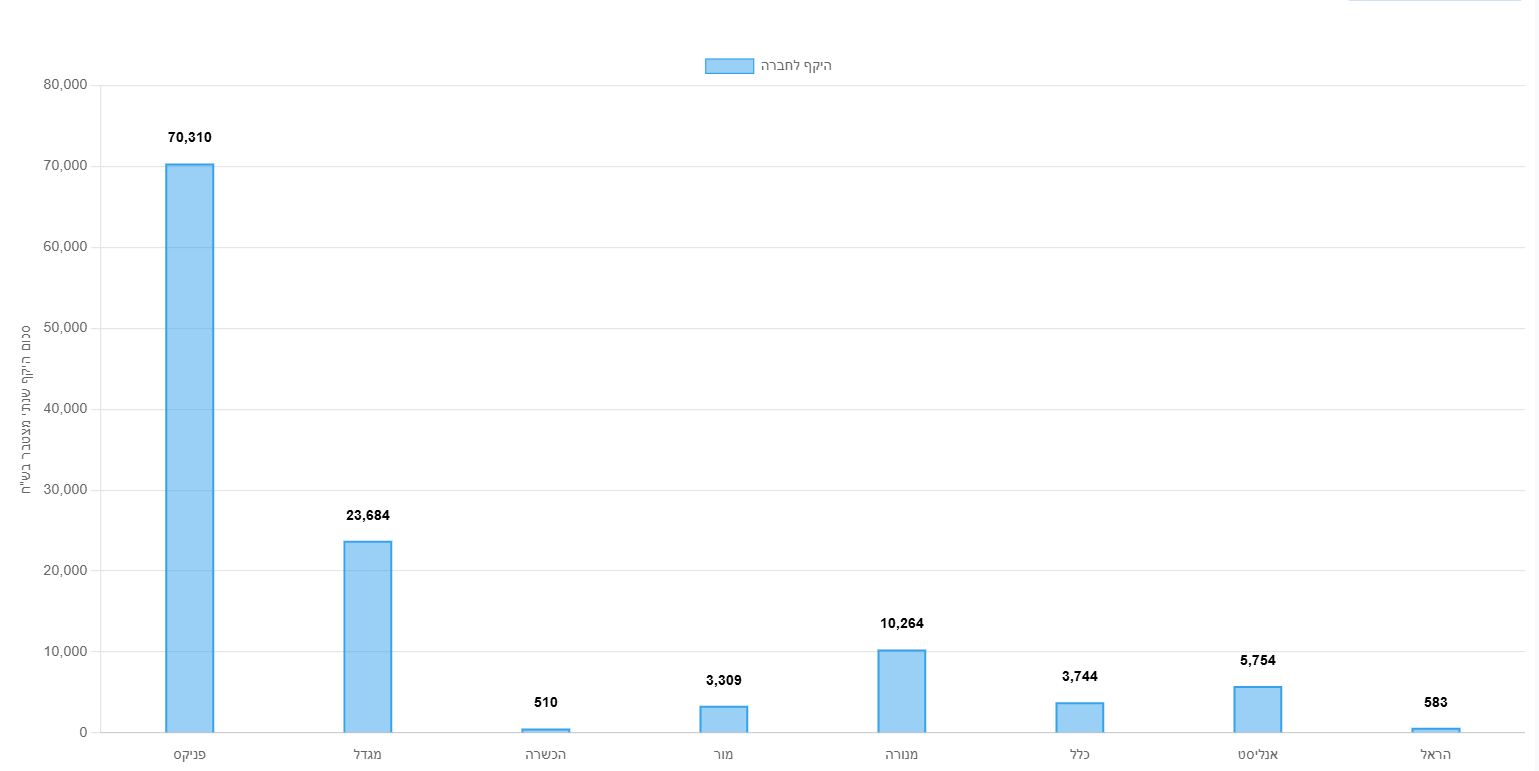 היקף לחברה
80,000
70,000
60,000
50,000
40,000
30,000
20,000
10,000
0
סכום היקף שנתי מצטבר בש"ח
70,310
23,684
510
3,309
10,264
3,744
5,754
583
פניקס
מגדל
הכשרה
מור
מנורה
כלל
אנליסט
הראל